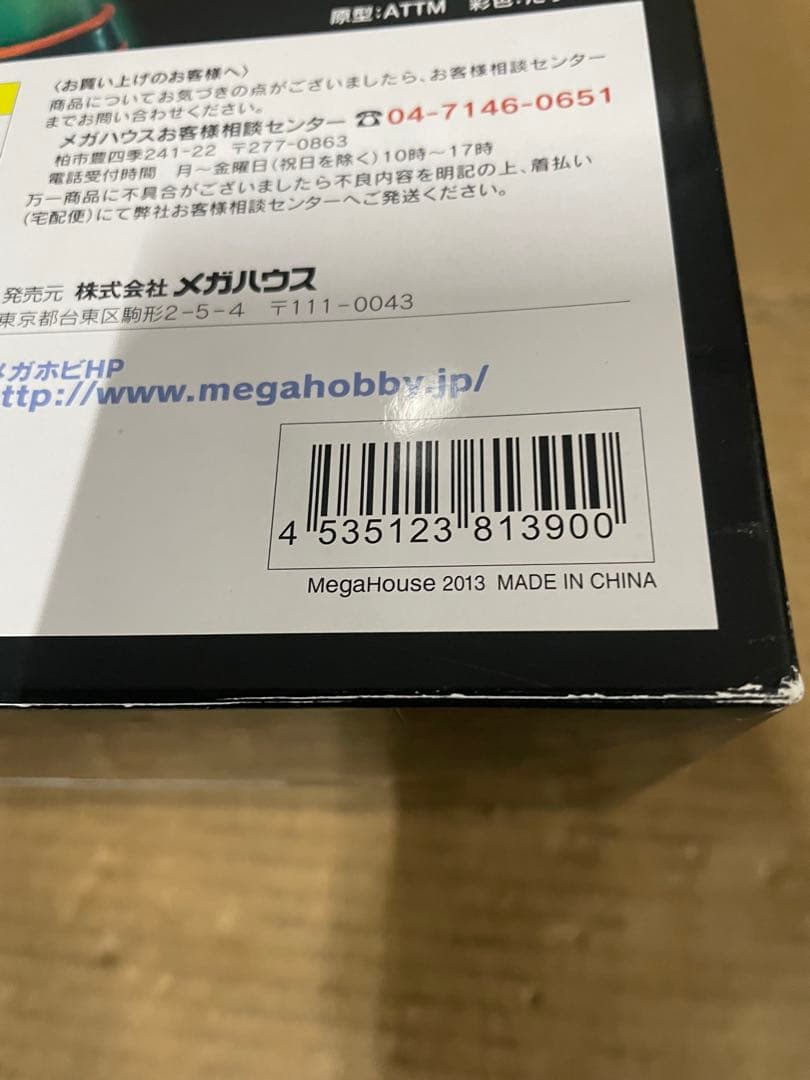 原型:ATTM 彩色:
〈お買い上げのお客様へ〉
商品についてお気づきの点がございましたら、お客様相談センター
までお問い合わせください。
メガハウスお客様相談センター ☎04-7146-0651
柏市豊四季241-22 〒277-0863
電話受付時間 月〜金曜日(祝日を除く)10時〜17時
万一商品に不具合がございましたら不良内容を明記の上、着払い
(宅配便)にて弊社お客様相談センターへご発送ください。
発売元 株式会社 メガハウス
東京都台東区駒形2-5-4 〒111-0043
メガホビHP
ttp://www.megahobby.jp/
4 535123 813900
MegaHouse 2013 MADE IN CHINA